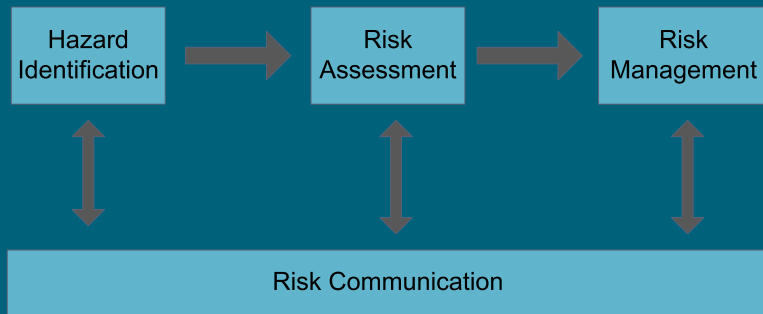 Hazard
Identification
Risk
Assessment
Risk
Management
Risk Communication